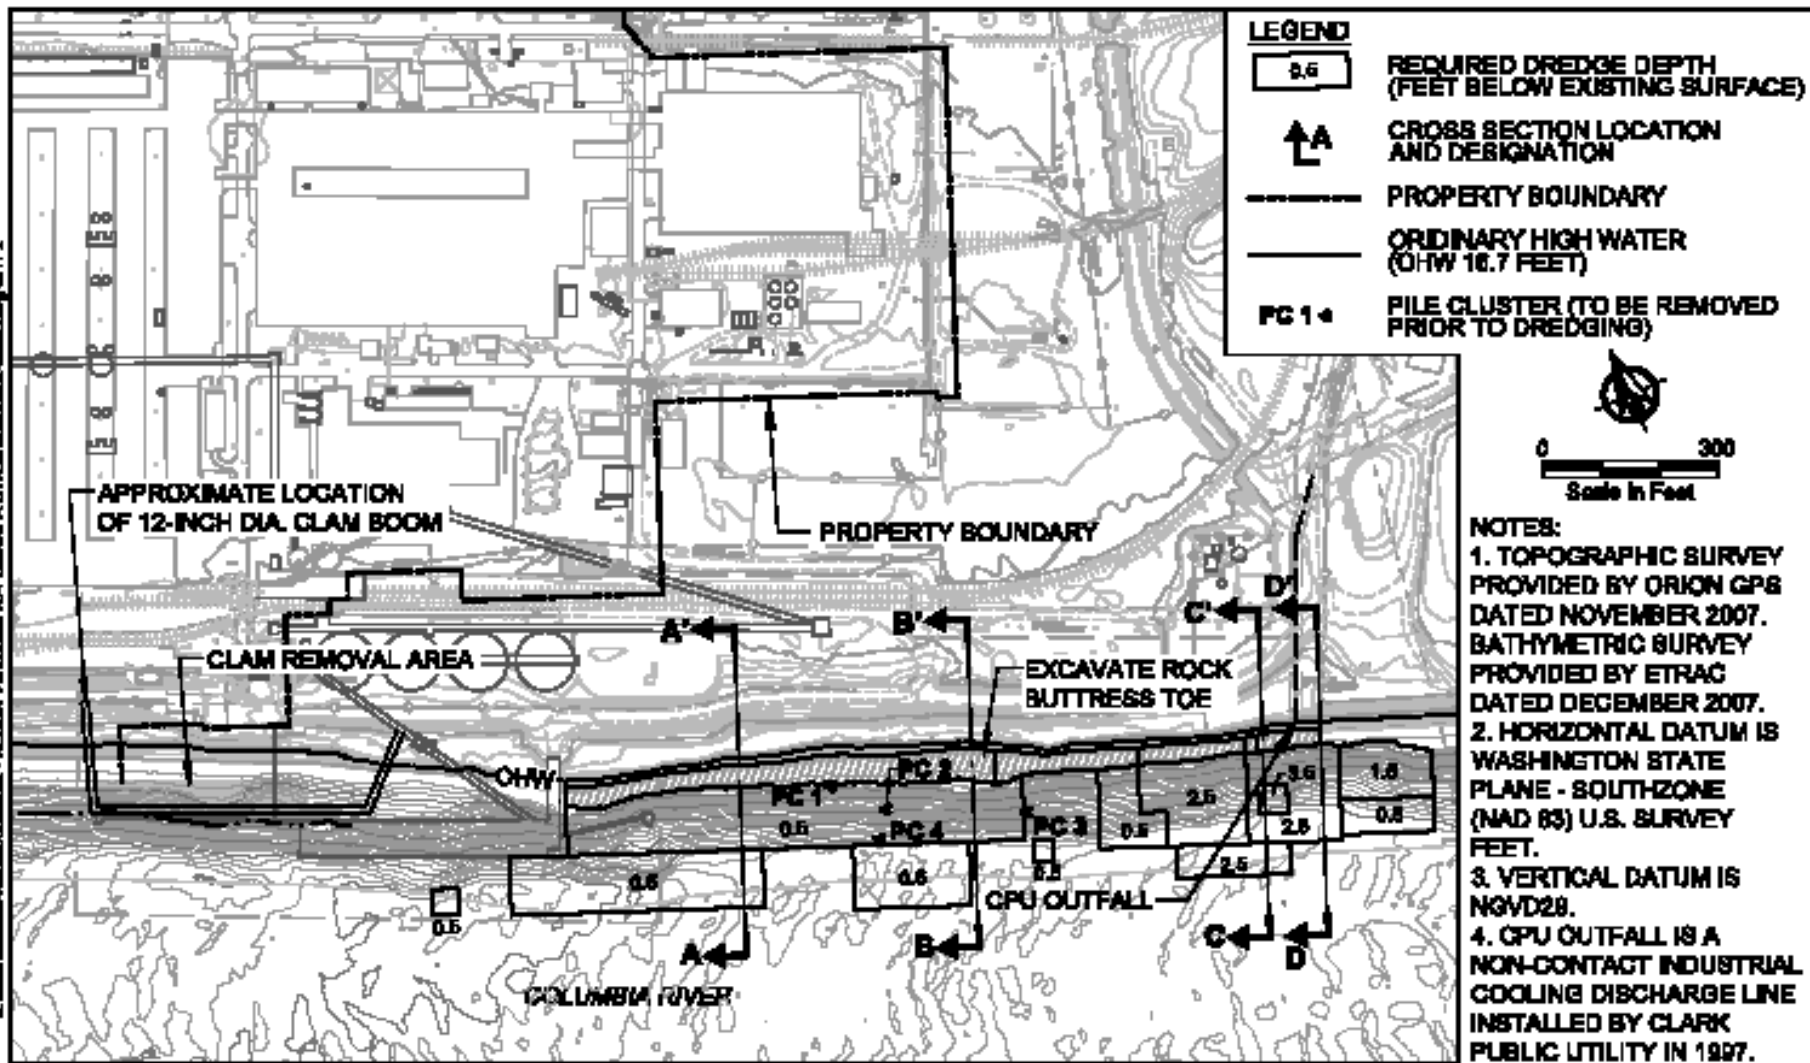 LEGEND
0.5
REQUIRED DREDGE DEPTH
(FEET BELOW EXISTING SURFACE)
A
CROSS SECTION LOCATION
AND DESIGNATION
PROPERTY BOUNDARY
ORIDINARY HIGH WATER
(OHW 16.7 FEET)
PC 1
PILE CLUSTER (TO BE REMOVED
PRIOR TO DREDGING)
0 300
Scale in Feet
NOTES:
1. TOPOGRAPHIC SURVEY
PROVIDED BY ORION GPS
DATED NOVEMBER 2007.
BATHYMETRIC SURVEY
PROVIDED BY ETRAC
DATED DECEMBER 2007.
2. HORIZONTAL DATUM IS
WASHINGTON STATE
PLANE - SOUTHZONE
(NAD 83) U.S. SURVEY
FEET.
3. VERTICAL DATUM IS
NGVD29.
4. CPU OUTFALL IS A
NON-CONTACT INDUSTRIAL
COOLING DISCHARGE LINE
INSTALLED BY CLARK
PUBLIC UTILITY IN 1997.
APPROXIMATE LOCATION
OF 12-INCH DIA. CLAM BOOM
PROPERTY BOUNDARY
CLAM REMOVAL AREA
A'
B'
C'
D'
EXCAVATE ROCK
BUTTRESS TOE
OHW
PC 1
PC 2
PC 4
PC 3
0.5
0.5
2.5
3.5
2.5
1.5
0.5
0.5
0.5
0.5
0.5
2.5
CPU OUTFALL
A
B
C
D
COLUMBIA RIVER